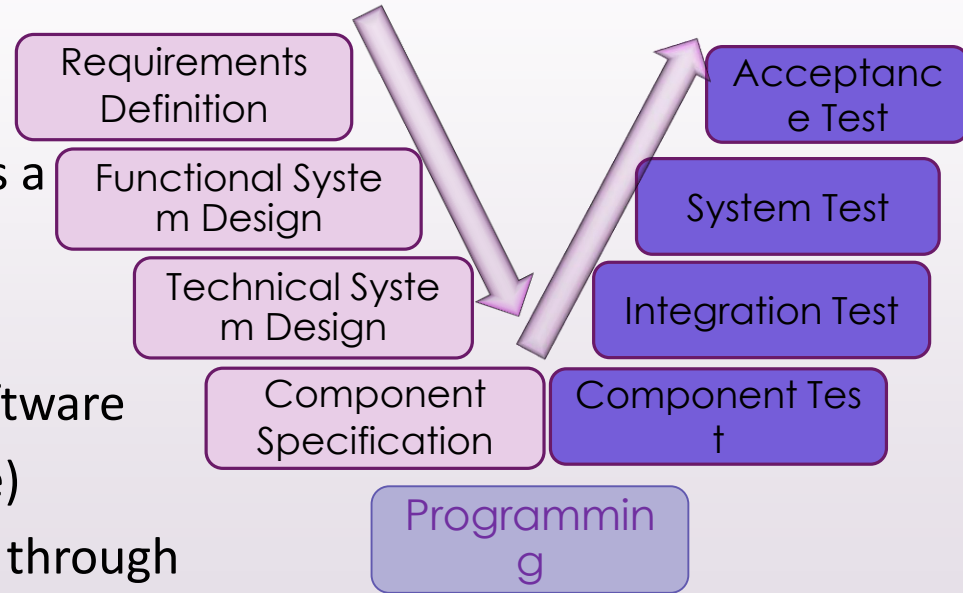 Requirements
Definition
Acceptanc
e Test
s a
Functional Syste
m Design
System Test
Technical Syste
m Design
Integration Test
ftware
Component
Specification
Component Tes
t
e)
Programmin
g
through